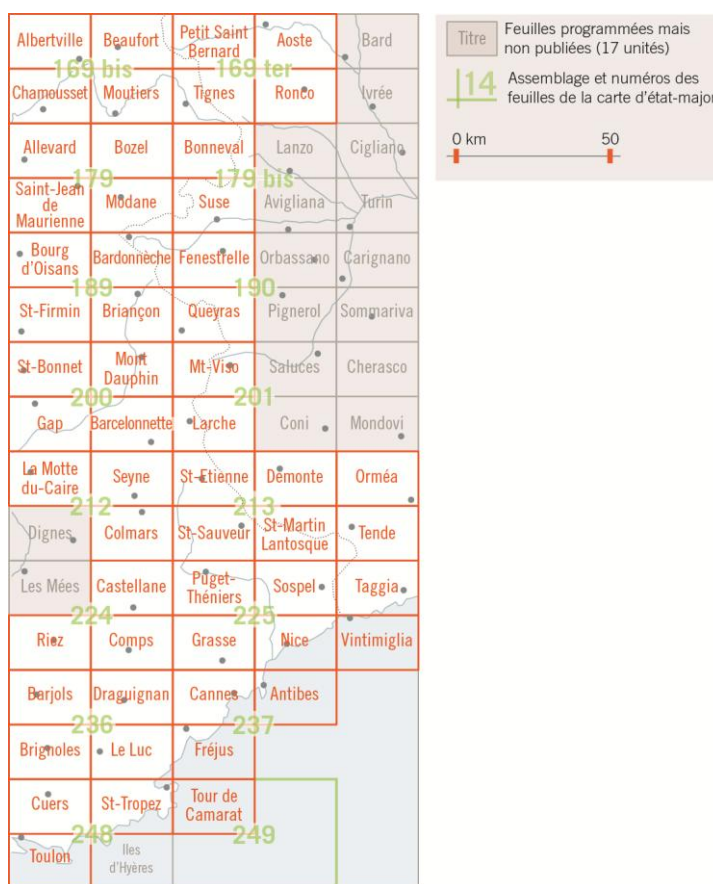 Albertville Beaufort Petit Saint Bernard Aoste Bard
169 bis 169 ter
Chamousset Moutiers Tignes Ronco Ivrée
Allevard Bozel Bonneval Lanzo Cigliano
179 179 bis
Saint-Jean de Maurienne Modane Suse Avigliana Turin
Bourg d'Oisans Bardonnèche Fenestrelle Orbassano Carignano
189 190
St-Firmin Briançon Queyras Pignerol Sommariva
St-Bonnet Mont Dauphin Mt-Viso Saluces Cherasco
200 201
Gap Barcelonnette Larche Coni Mondovi
La Motte du-Caire Seyne St-Etienne Démonte Orméa
212 213
Dignes Colmars St-Sauveur St-Martin Lantosque Tende
Les Mées Castellane Puget-Théniers Sospel Taggia
224 225
Riez Comps Grasse Nice Vintimiglia
Barjols Draguignan Cannes Antibes
236 237
Brignoles Le Luc Fréjus
Cuers St-Tropez Tour de Camarat
248 249
Toulon Iles d'Hyères
Titre Feuilles programmées mais
non publiées (17 unités)
14 Assemblage et numéros des
feuilles de la carte d'état-major
0 km 50